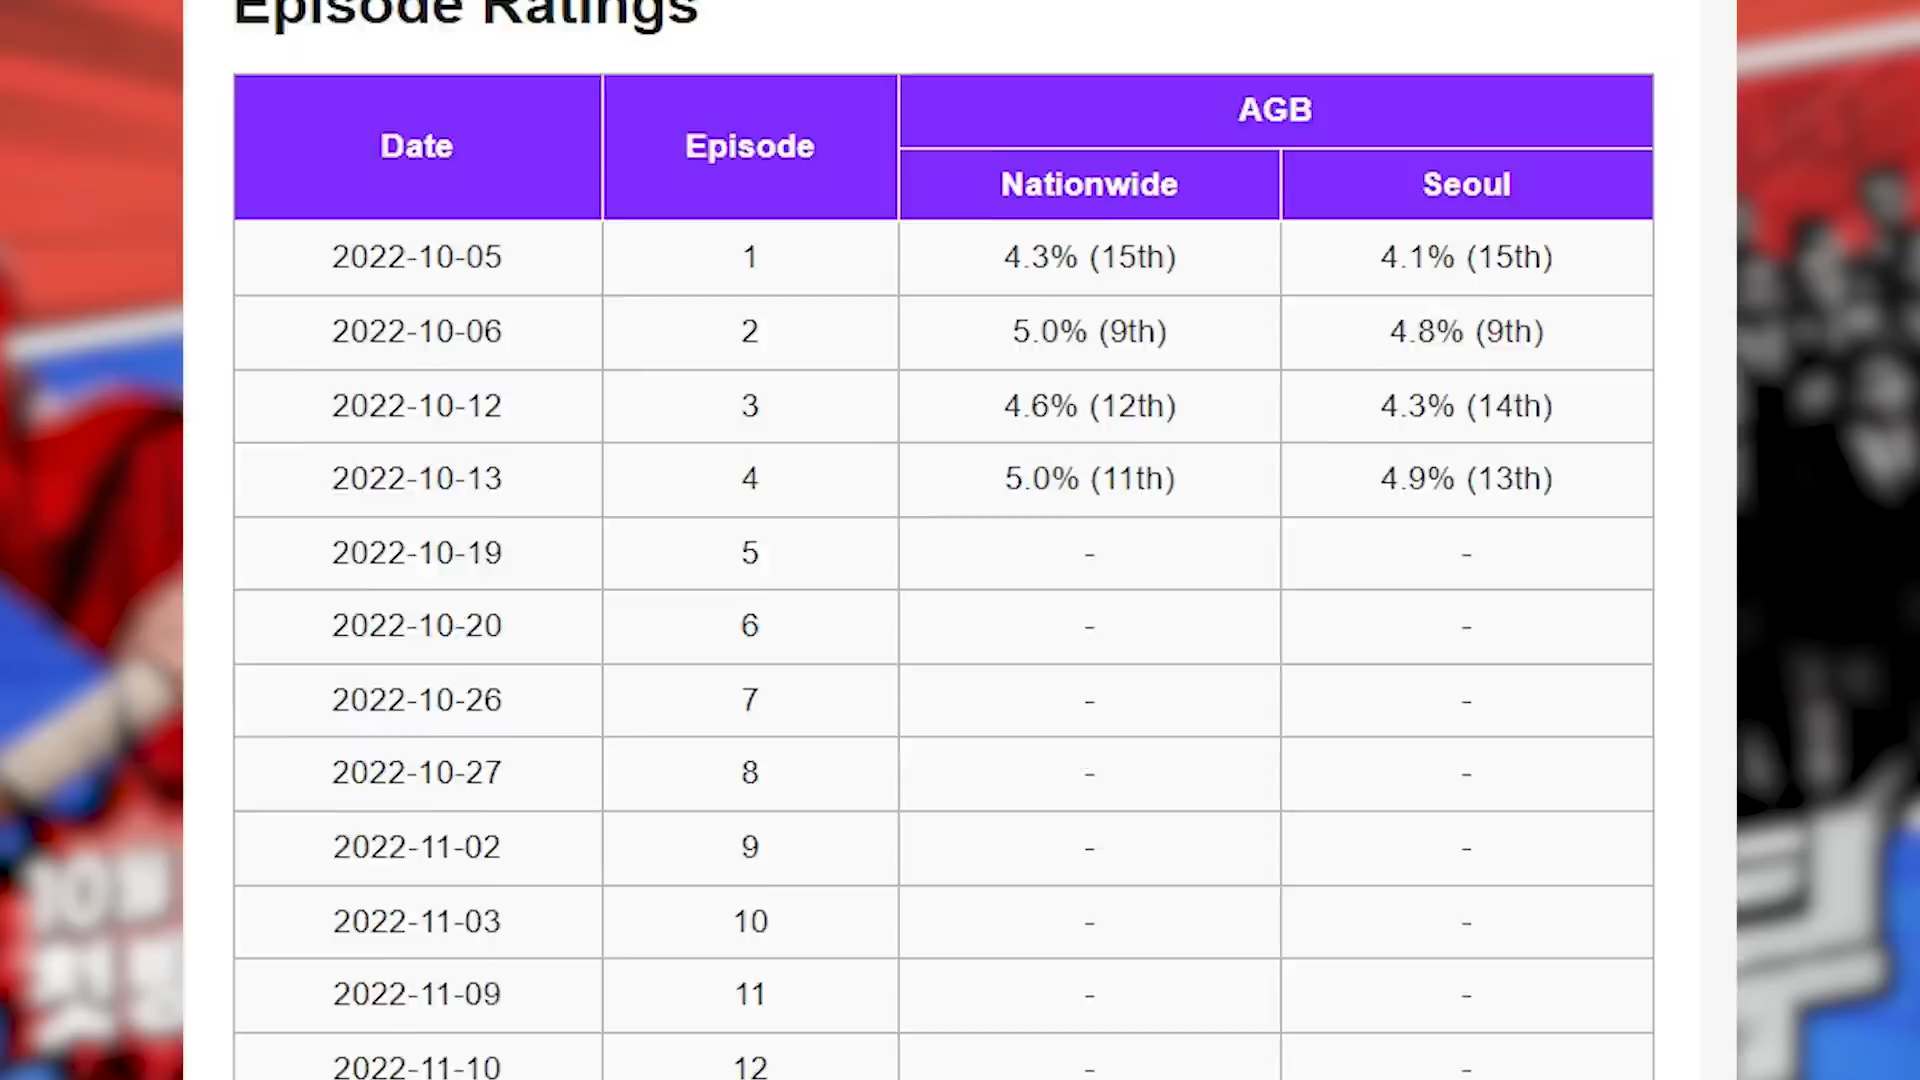 Episode Ratings
Date Episode AGB
Nationwide Seoul
2022-10-05 1 4.3% (15th) 4.1% (15th)
2022-10-06 2 5.0% (9th) 4.8% (9th)
2022-10-12 3 4.6% (12th) 4.3% (14th)
2022-10-13 4 5.0% (11th) 4.9% (13th)
2022-10-19 5 - -
2022-10-20 6 - -
2022-10-26 7 - -
2022-10-27 8 - -
2022-11-02 9 - -
2022-11-03 10 - -
2022-11-09 11 - -
2022-11-10 12 - -